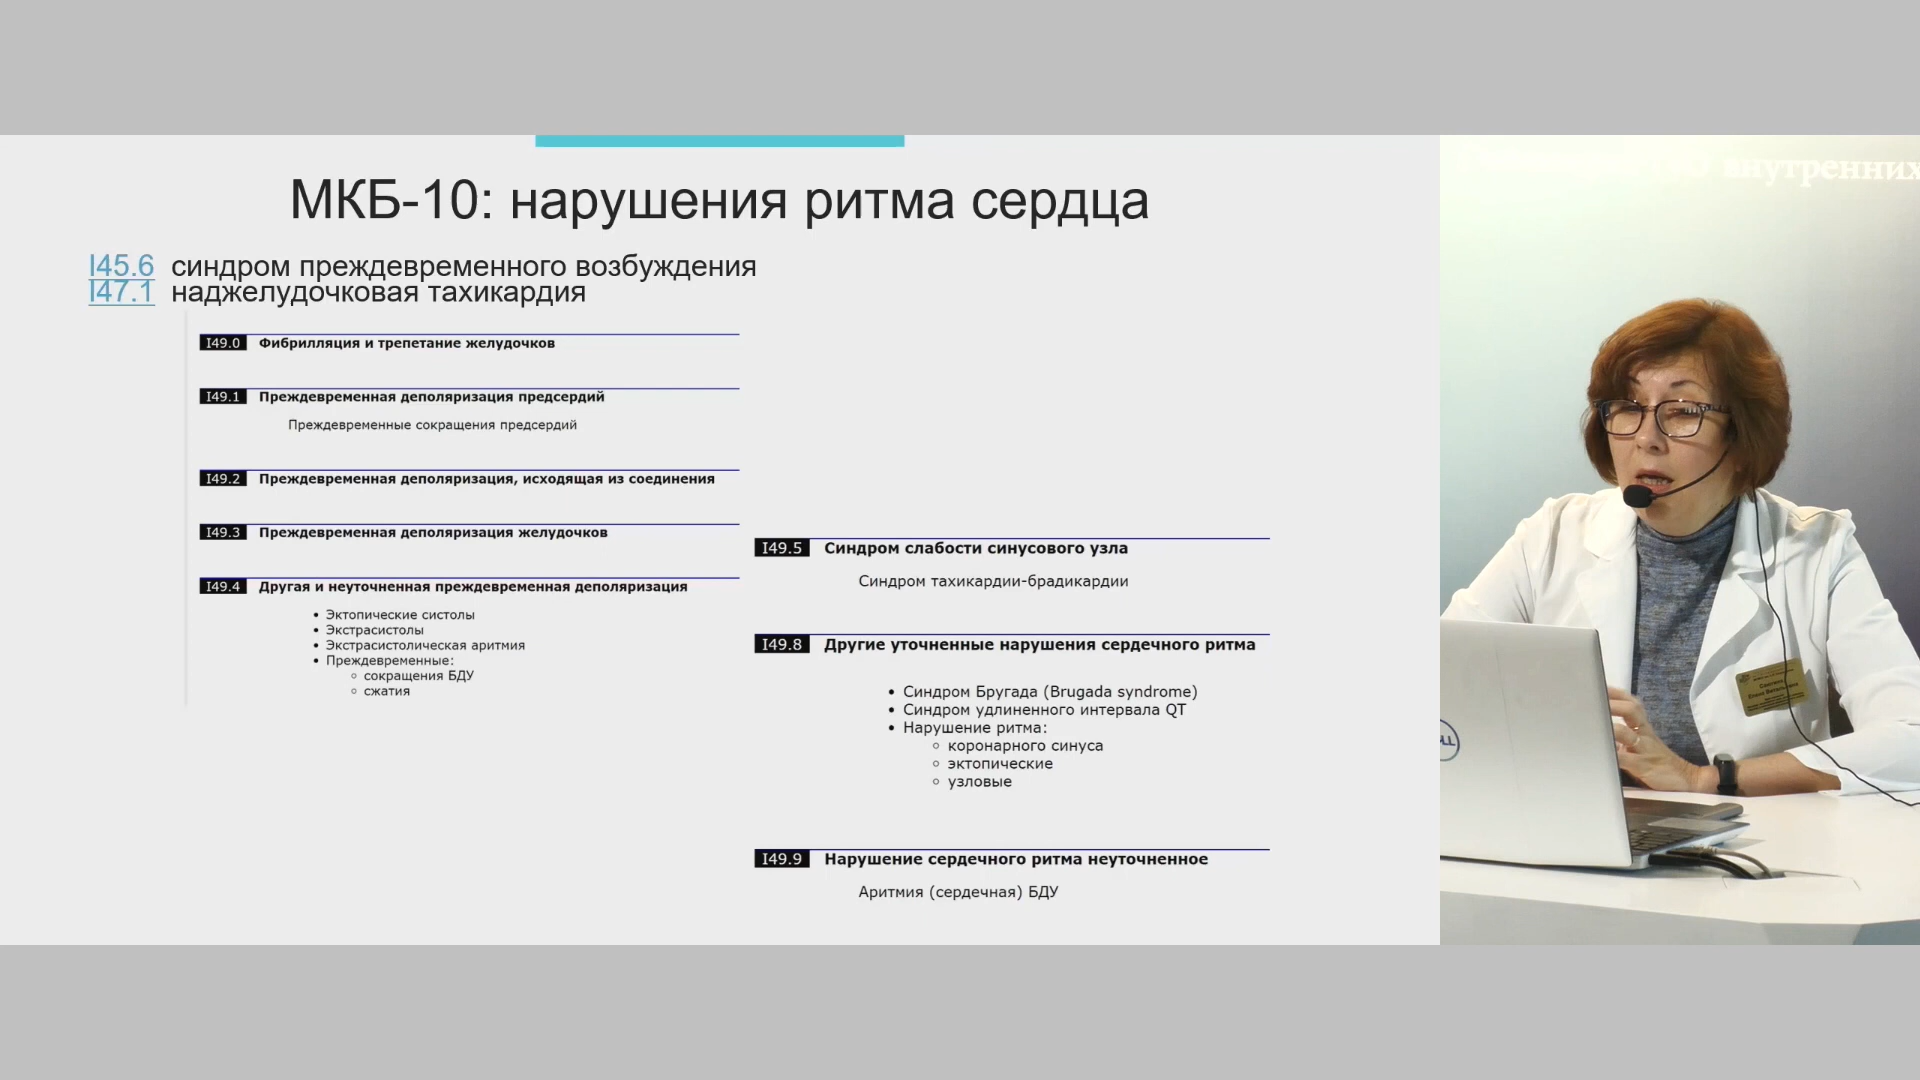 МКБ-10: нарушения ритма сердца
I45.6 синдром преждевременного возбуждения
I47.1 наджелудочковая тахикардия
I49.0 Фибрилляция и трепетание желудочков
I49.1 Преждевременная деполяризация предсердий
Преждевременные сокращения предсердий
I49.2 Преждевременная деполяризация, исходящая из соединения
I49.3 Преждевременная деполяризация желудочков
I49.4 Другая и неуточненная преждевременная деполяризация
• Эктопические систолы
• Экстрасистолы
• Экстрасистолическая аритмия
• Преждевременные:
◦ сокращения БДУ
◦ сжатия
I49.5 Синдром слабости синусового узла
Синдром тахикардии-брадикардии
I49.8 Другие уточненные нарушения сердечного ритма
• Синдром Бругада (Brugada syndrome)
• Синдром удлиненного интервала QT
• Нарушение ритма:
◦ коронарного синуса
◦ эктопические
◦ узловые
I49.9 Нарушение сердечного ритма неуточненное
Аритмия (сердечная) БДУ
внутренних